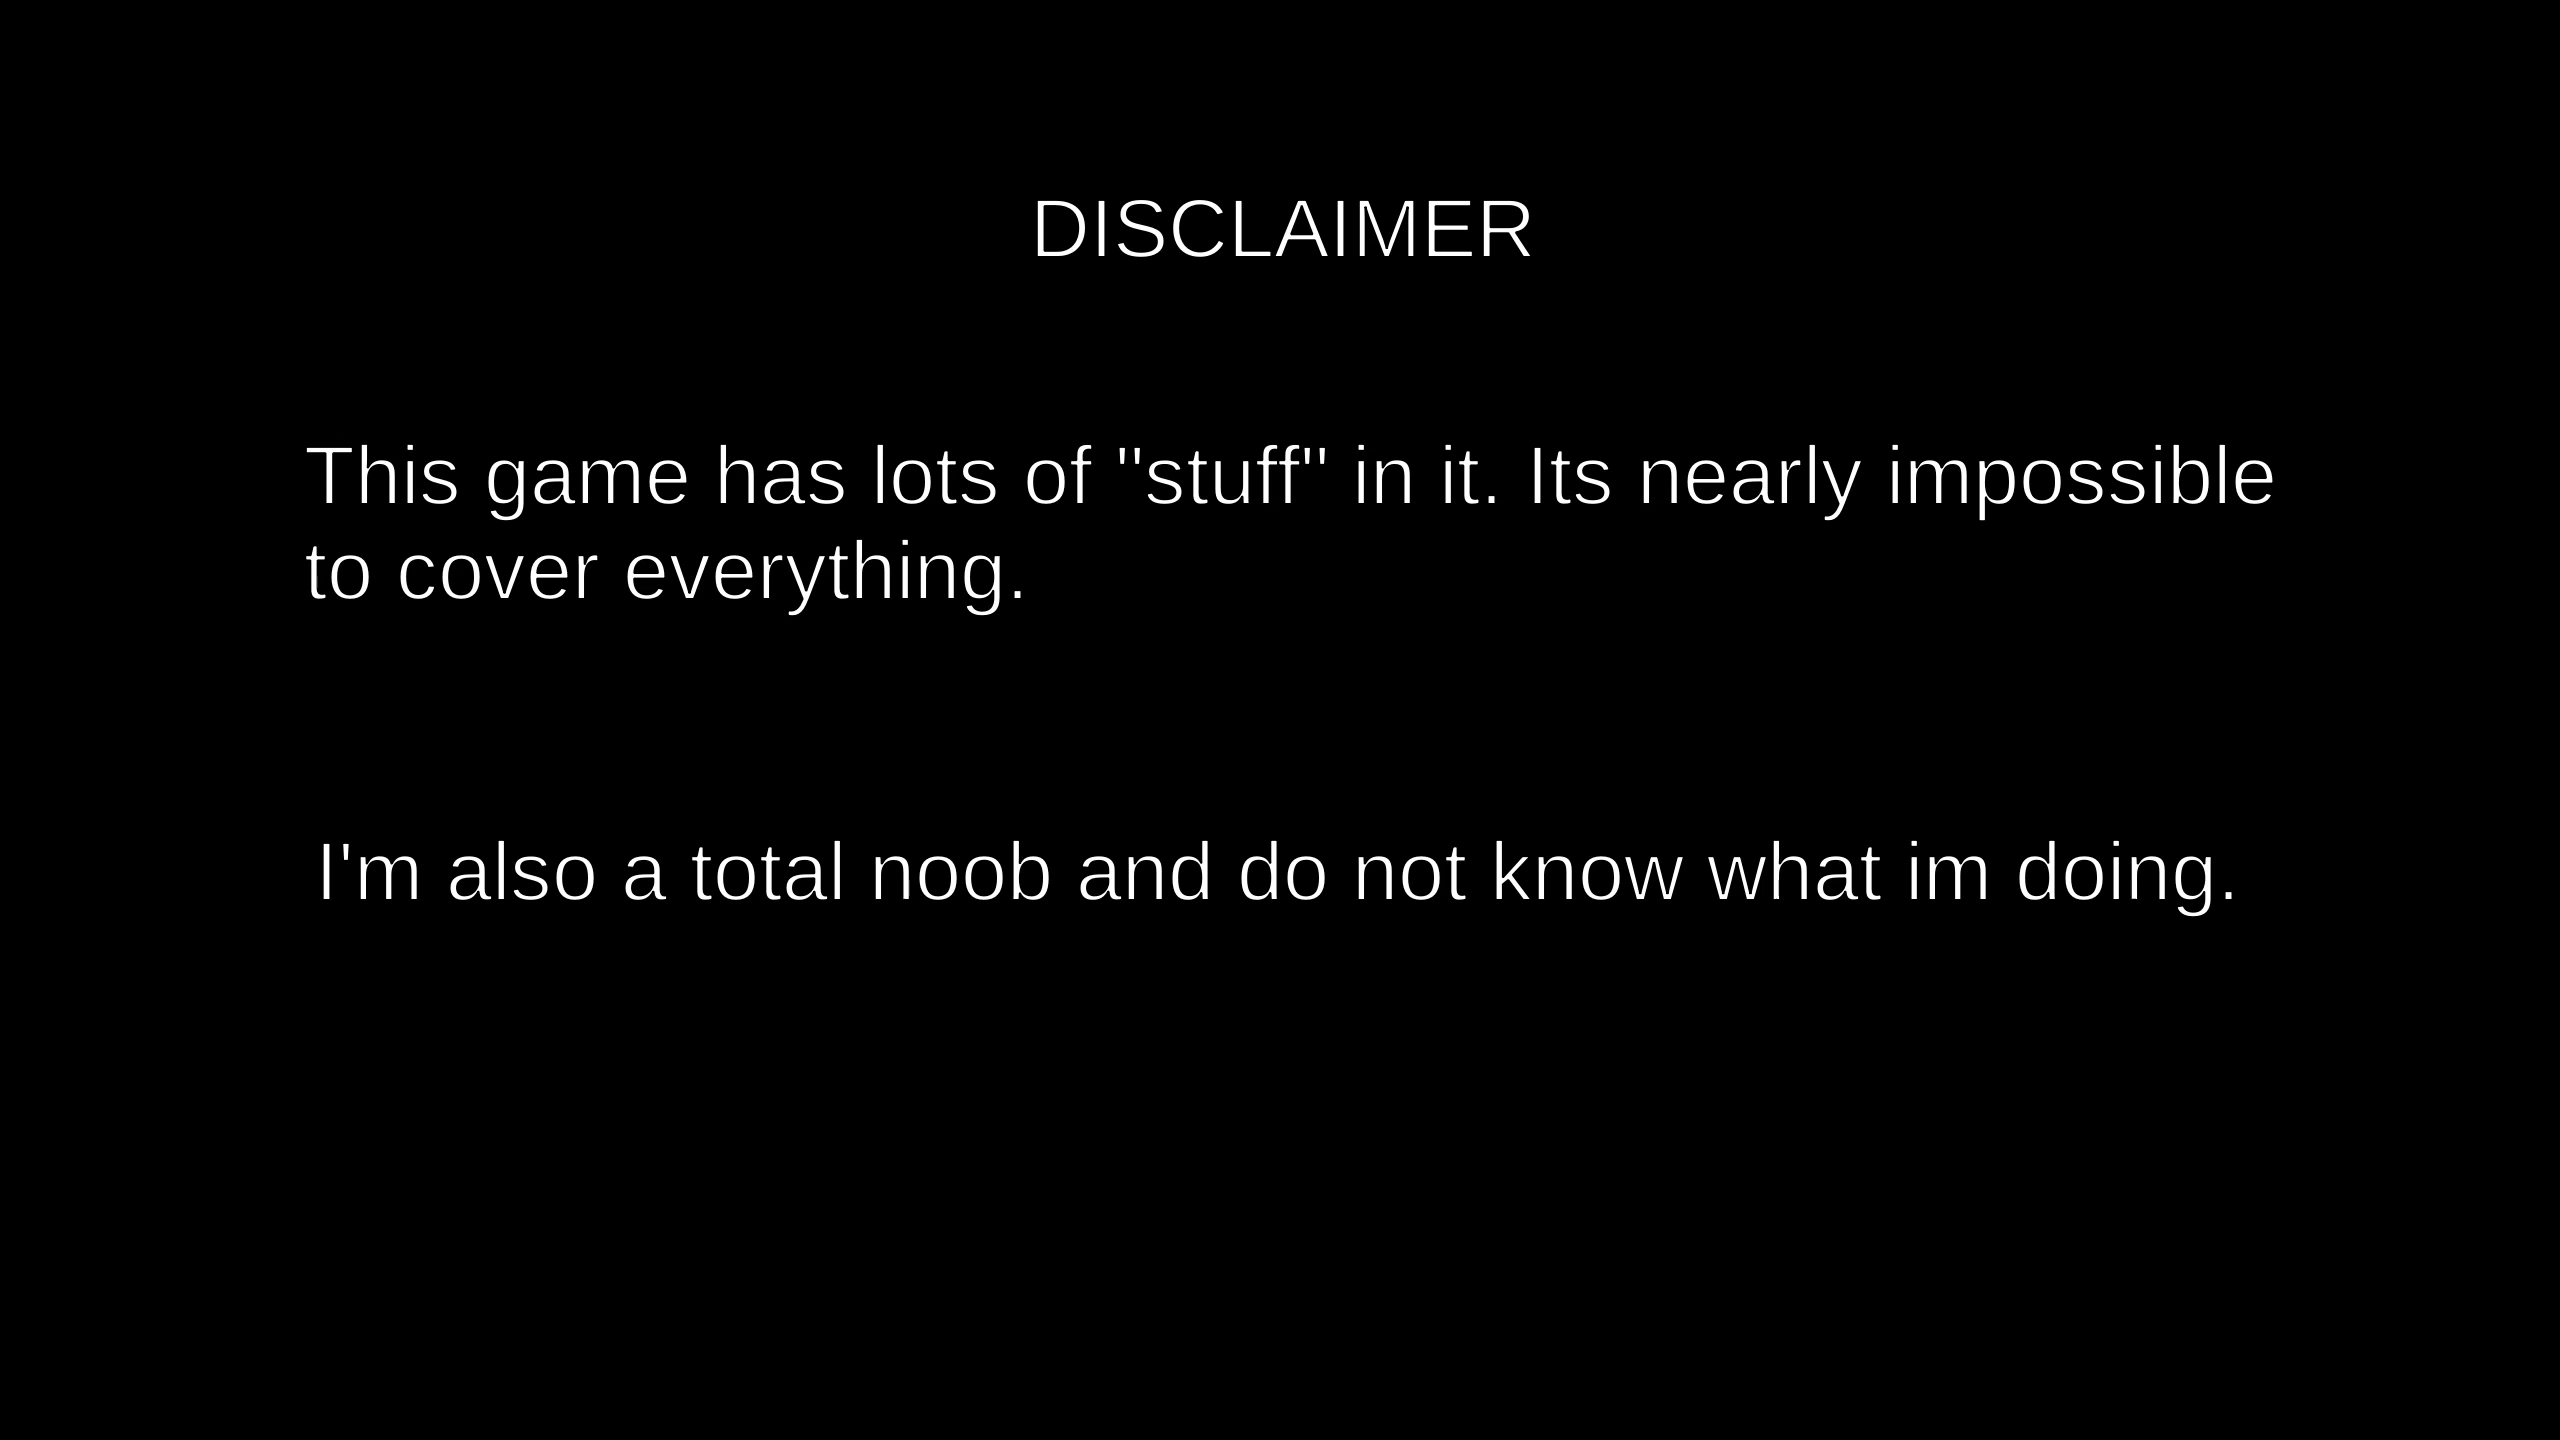 DISCLAIMER
This game has lots of "stuff" in it. Its nearly impossible
to cover everything.
I'm also a total noob and do not know what im doing.